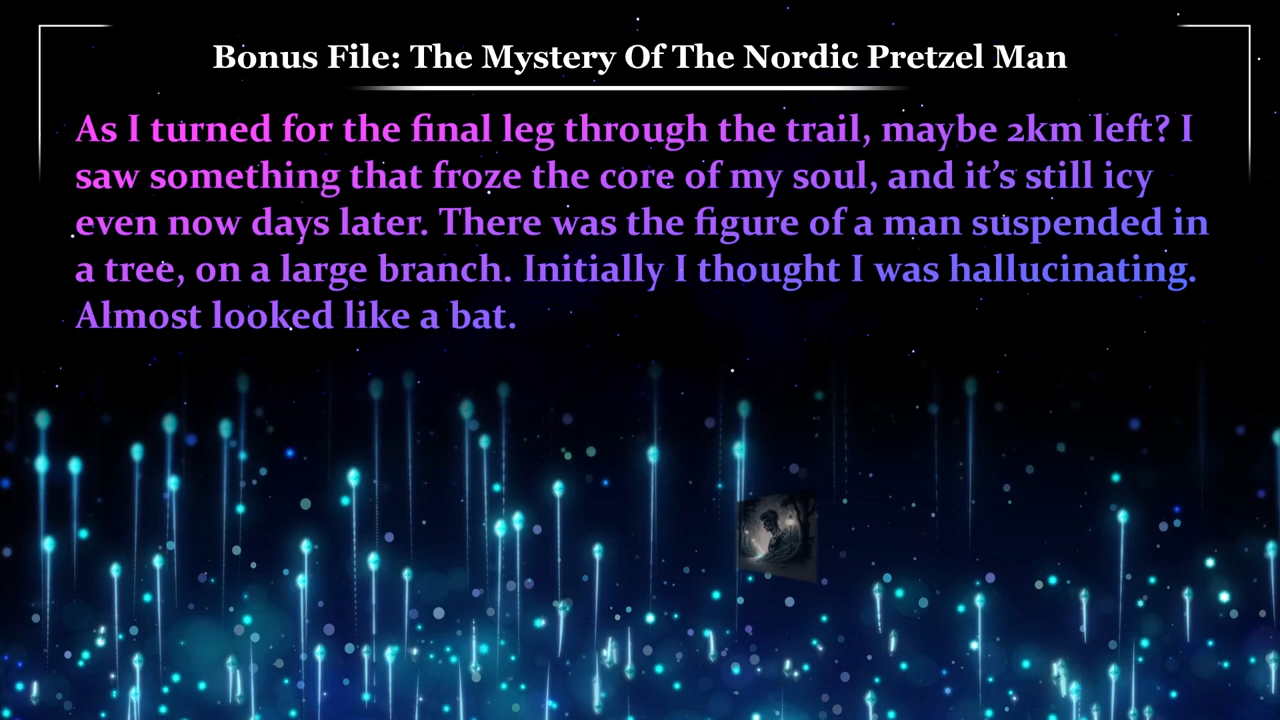 Bonus File: The Mystery Of The Nordic Pretzel Man
As I turned for the final leg through the trail, maybe 2km left? I
saw something that froze the core of my soul, and it’s still icy
even now days later. There was the figure of a man suspended in
a tree, on a large branch. Initially I thought I was hallucinating.
Almost looked like a bat.